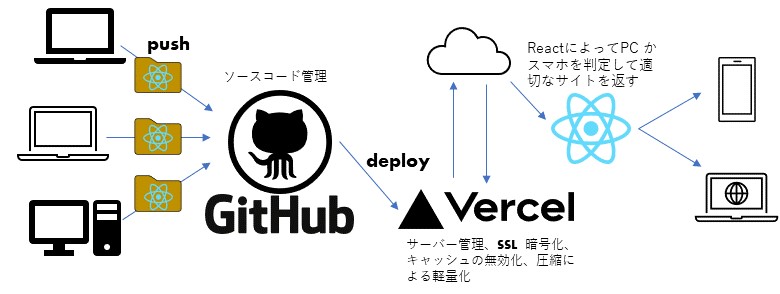 push
ソースコード管理
GitHub
deploy
ReactによってPC か
スマホを判定して適
切なサイトを返す
Vercel
サーバー管理、SSL 暗号化、
キャッシュの無効化、圧縮に
よる軽量化